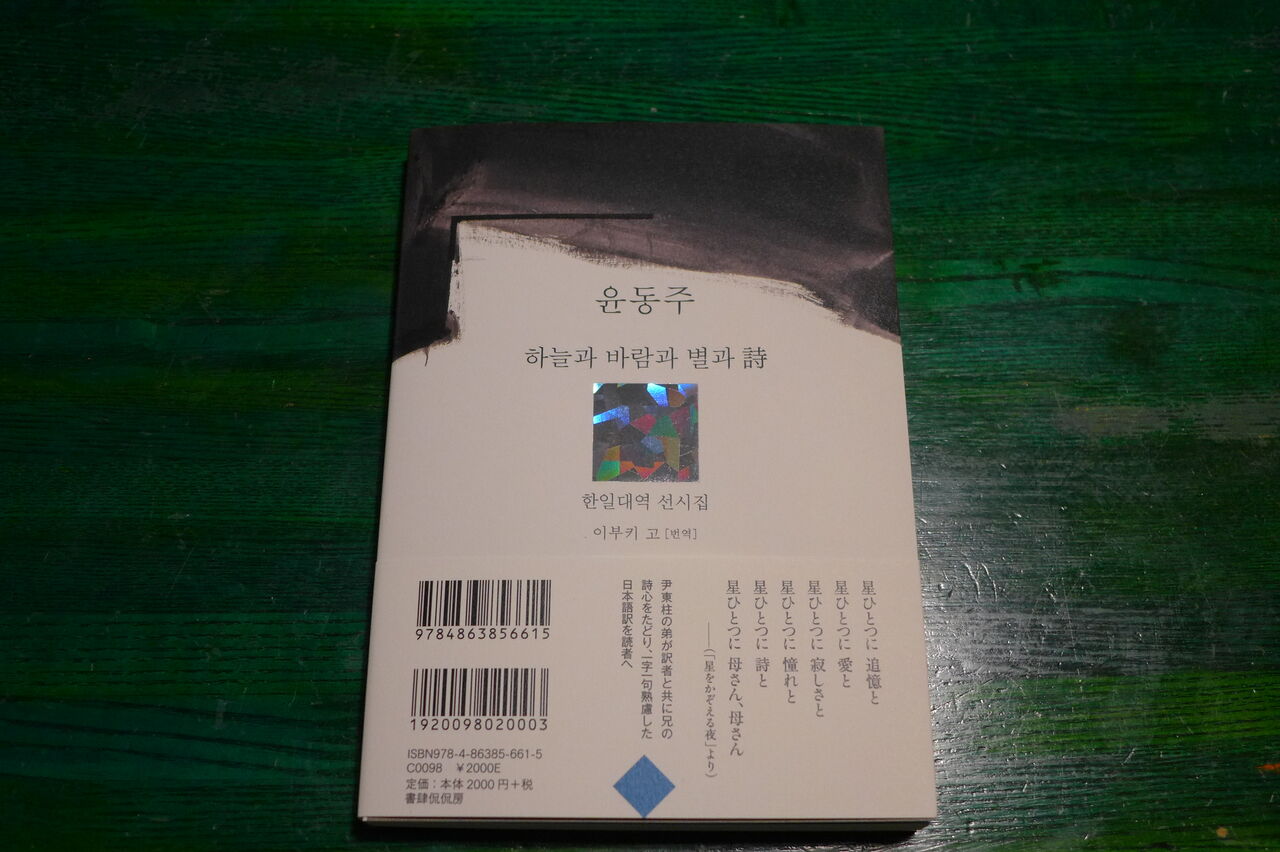 윤동주
하늘과 바람과 별과 詩
한일대역 선시집
이부키 고 [번역]
星ひとつに 追憶と
星ひとつに 愛と
星ひとつに 寂しさと
星ひとつに 憧れと
星ひとつに 詩と
星ひとつに 母さん、母さん
――(「星をかぞえる夜」より)
尹東柱の弟が訳者と共に兄の
詩心をたどり、一字一句熟慮した
日本語訳を読者へ
9784863856615
1920098020003
ISBN978-4-86385-661-5
C0098 ¥2000E
定価：本体2000円+税
書肆侃侃房